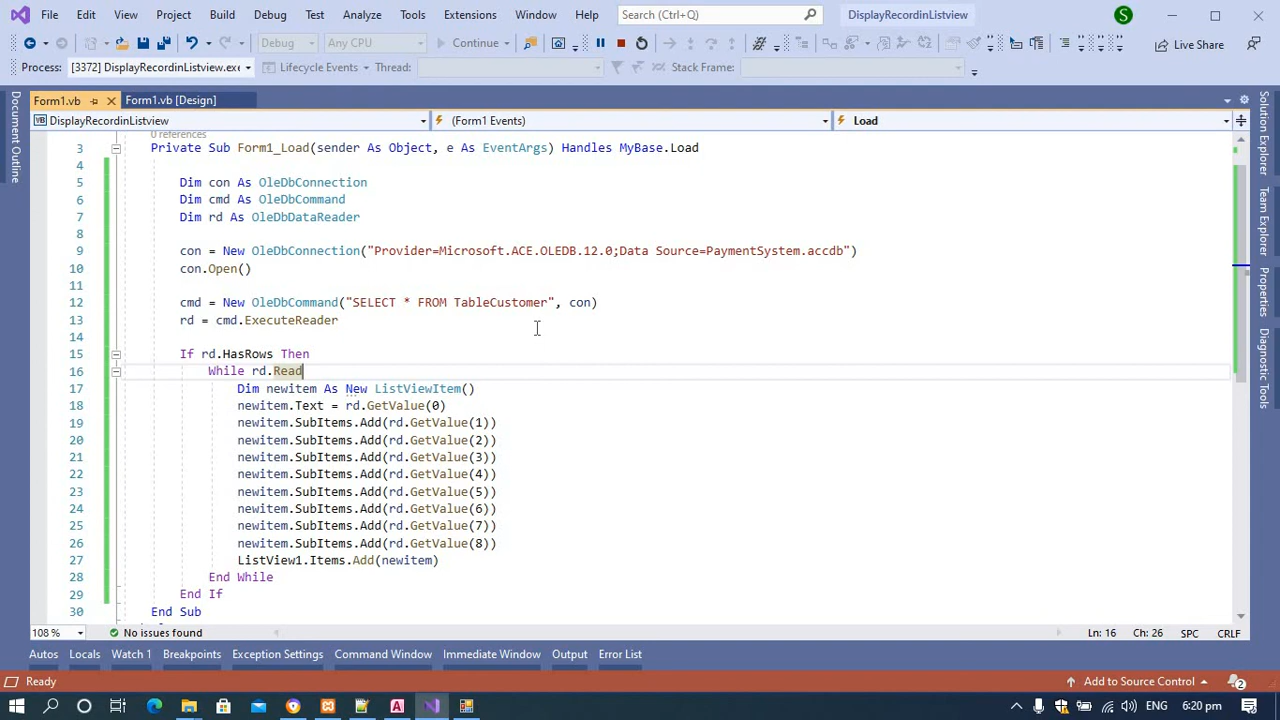 File Edit View Project Build Debug Test Analyze Tools Extensions Window Help Search (Ctrl+Q) DisplayRecordinListview S
Debug Any CPU Continue Live Share
Process: [3372] DisplayRecordinListview.exe Lifecycle Events Thread: Stack Frame:
Form1.vb Form1.vb [Design]
DisplayRecordinListview (Form1 Events) Load
0 references
3 Private Sub Form1_Load(sender As Object, e As EventArgs) Handles MyBase.Load
4
5 Dim con As OleDbConnection
6 Dim cmd As OleDbCommand
7 Dim rd As OleDbDataReader
8
9 con = New OleDbConnection("Provider=Microsoft.ACE.OLEDB.12.0;Data Source=PaymentSystem.accdb")
10 con.Open()
11
12 cmd = New OleDbCommand("SELECT * FROM TableCustomer", con)
13 rd = cmd.ExecuteReader
14
15 If rd.HasRows Then
16 While rd.Read
17 Dim newitem As New ListViewItem()
18 newitem.Text = rd.GetValue(0)
19 newitem.SubItems.Add(rd.GetValue(1))
20 newitem.SubItems.Add(rd.GetValue(2))
21 newitem.SubItems.Add(rd.GetValue(3))
22 newitem.SubItems.Add(rd.GetValue(4))
23 newitem.SubItems.Add(rd.GetValue(5))
24 newitem.SubItems.Add(rd.GetValue(6))
25 newitem.SubItems.Add(rd.GetValue(7))
26 newitem.SubItems.Add(rd.GetValue(8))
27 ListView1.Items.Add(newitem)
28 End While
29 End If
30 End Sub
Document Outline
Solution Explorer
Team Explorer
Properties
Diagnostic Tools
108 % No issues found Ln: 16 Ch: 26 SPC CRLF
Autos Locals Watch 1 Breakpoints Exception Settings Command Window Immediate Window Output Error List
Ready Add to Source Control 2
ENG 6:20 pm